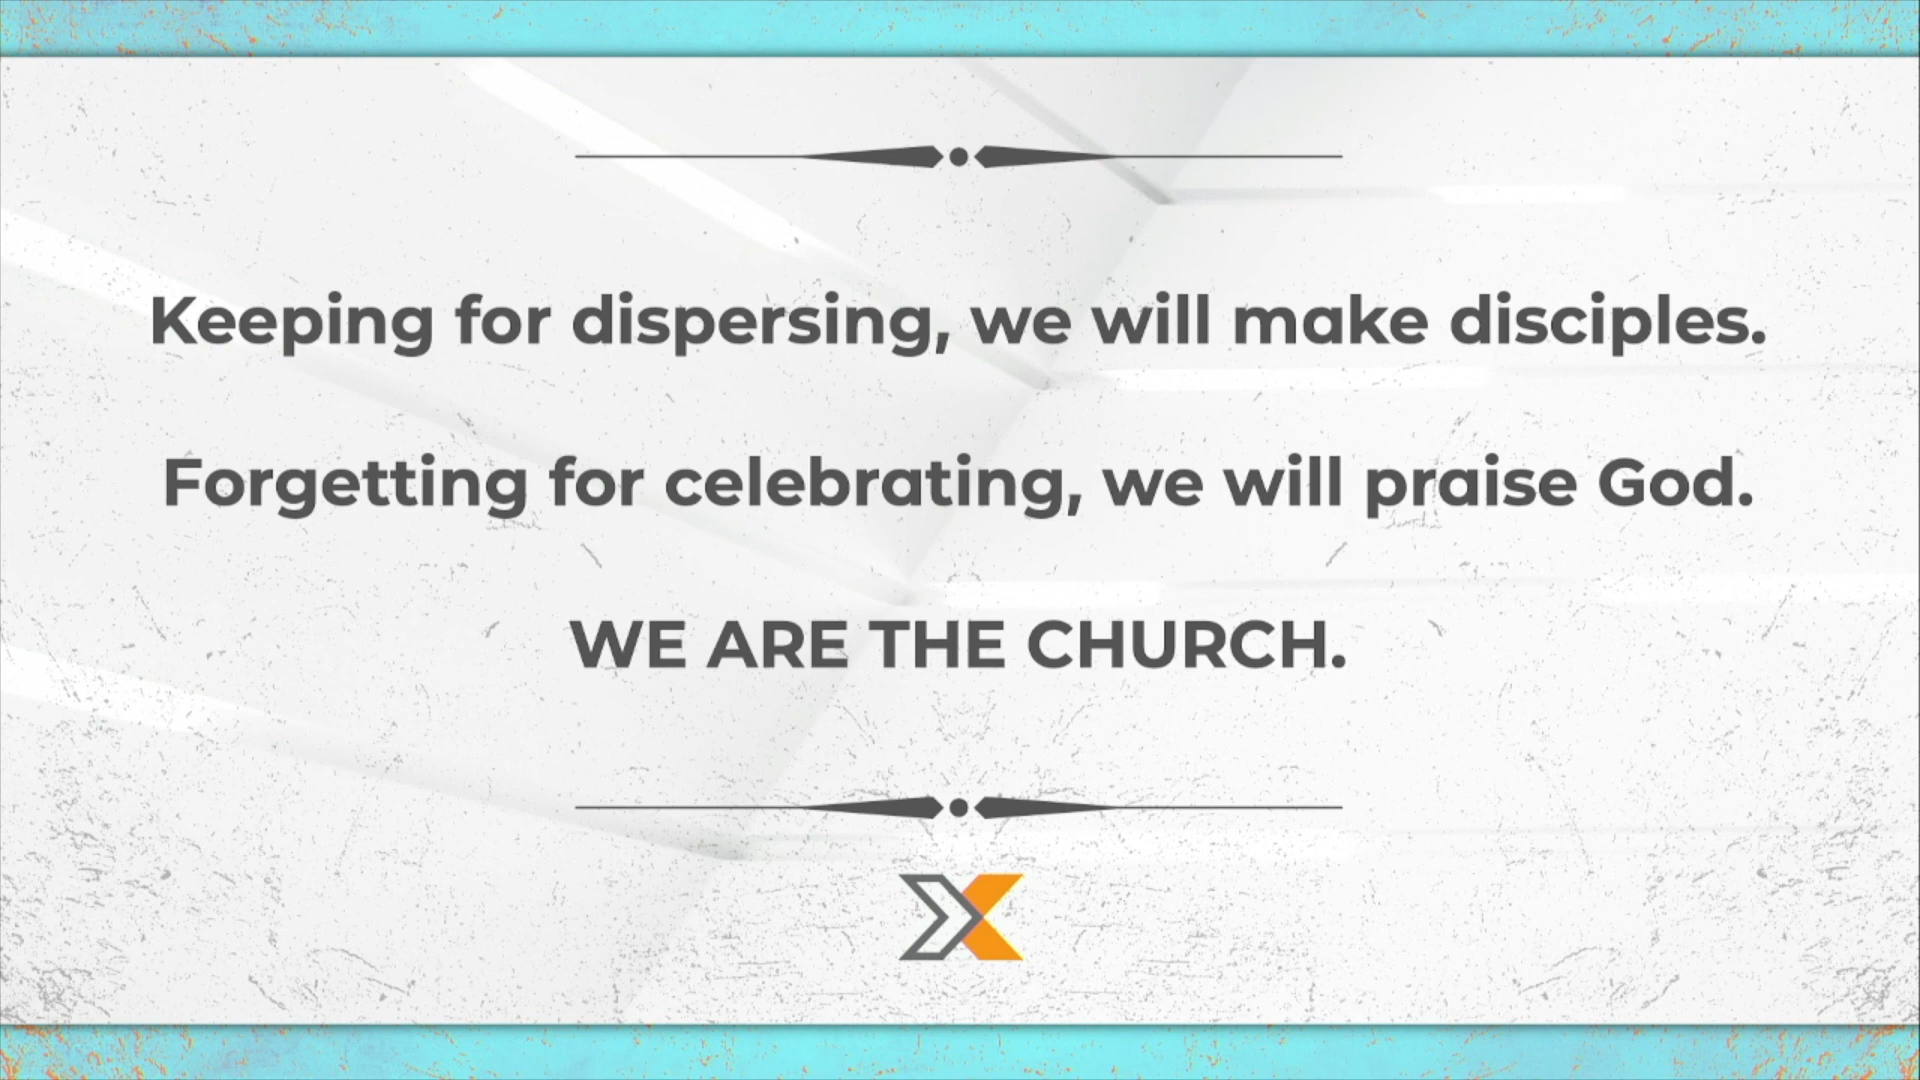 Keeping for dispersing, we will make disciples.
Forgetting for celebrating, we will praise God.
WE ARE THE CHURCH.